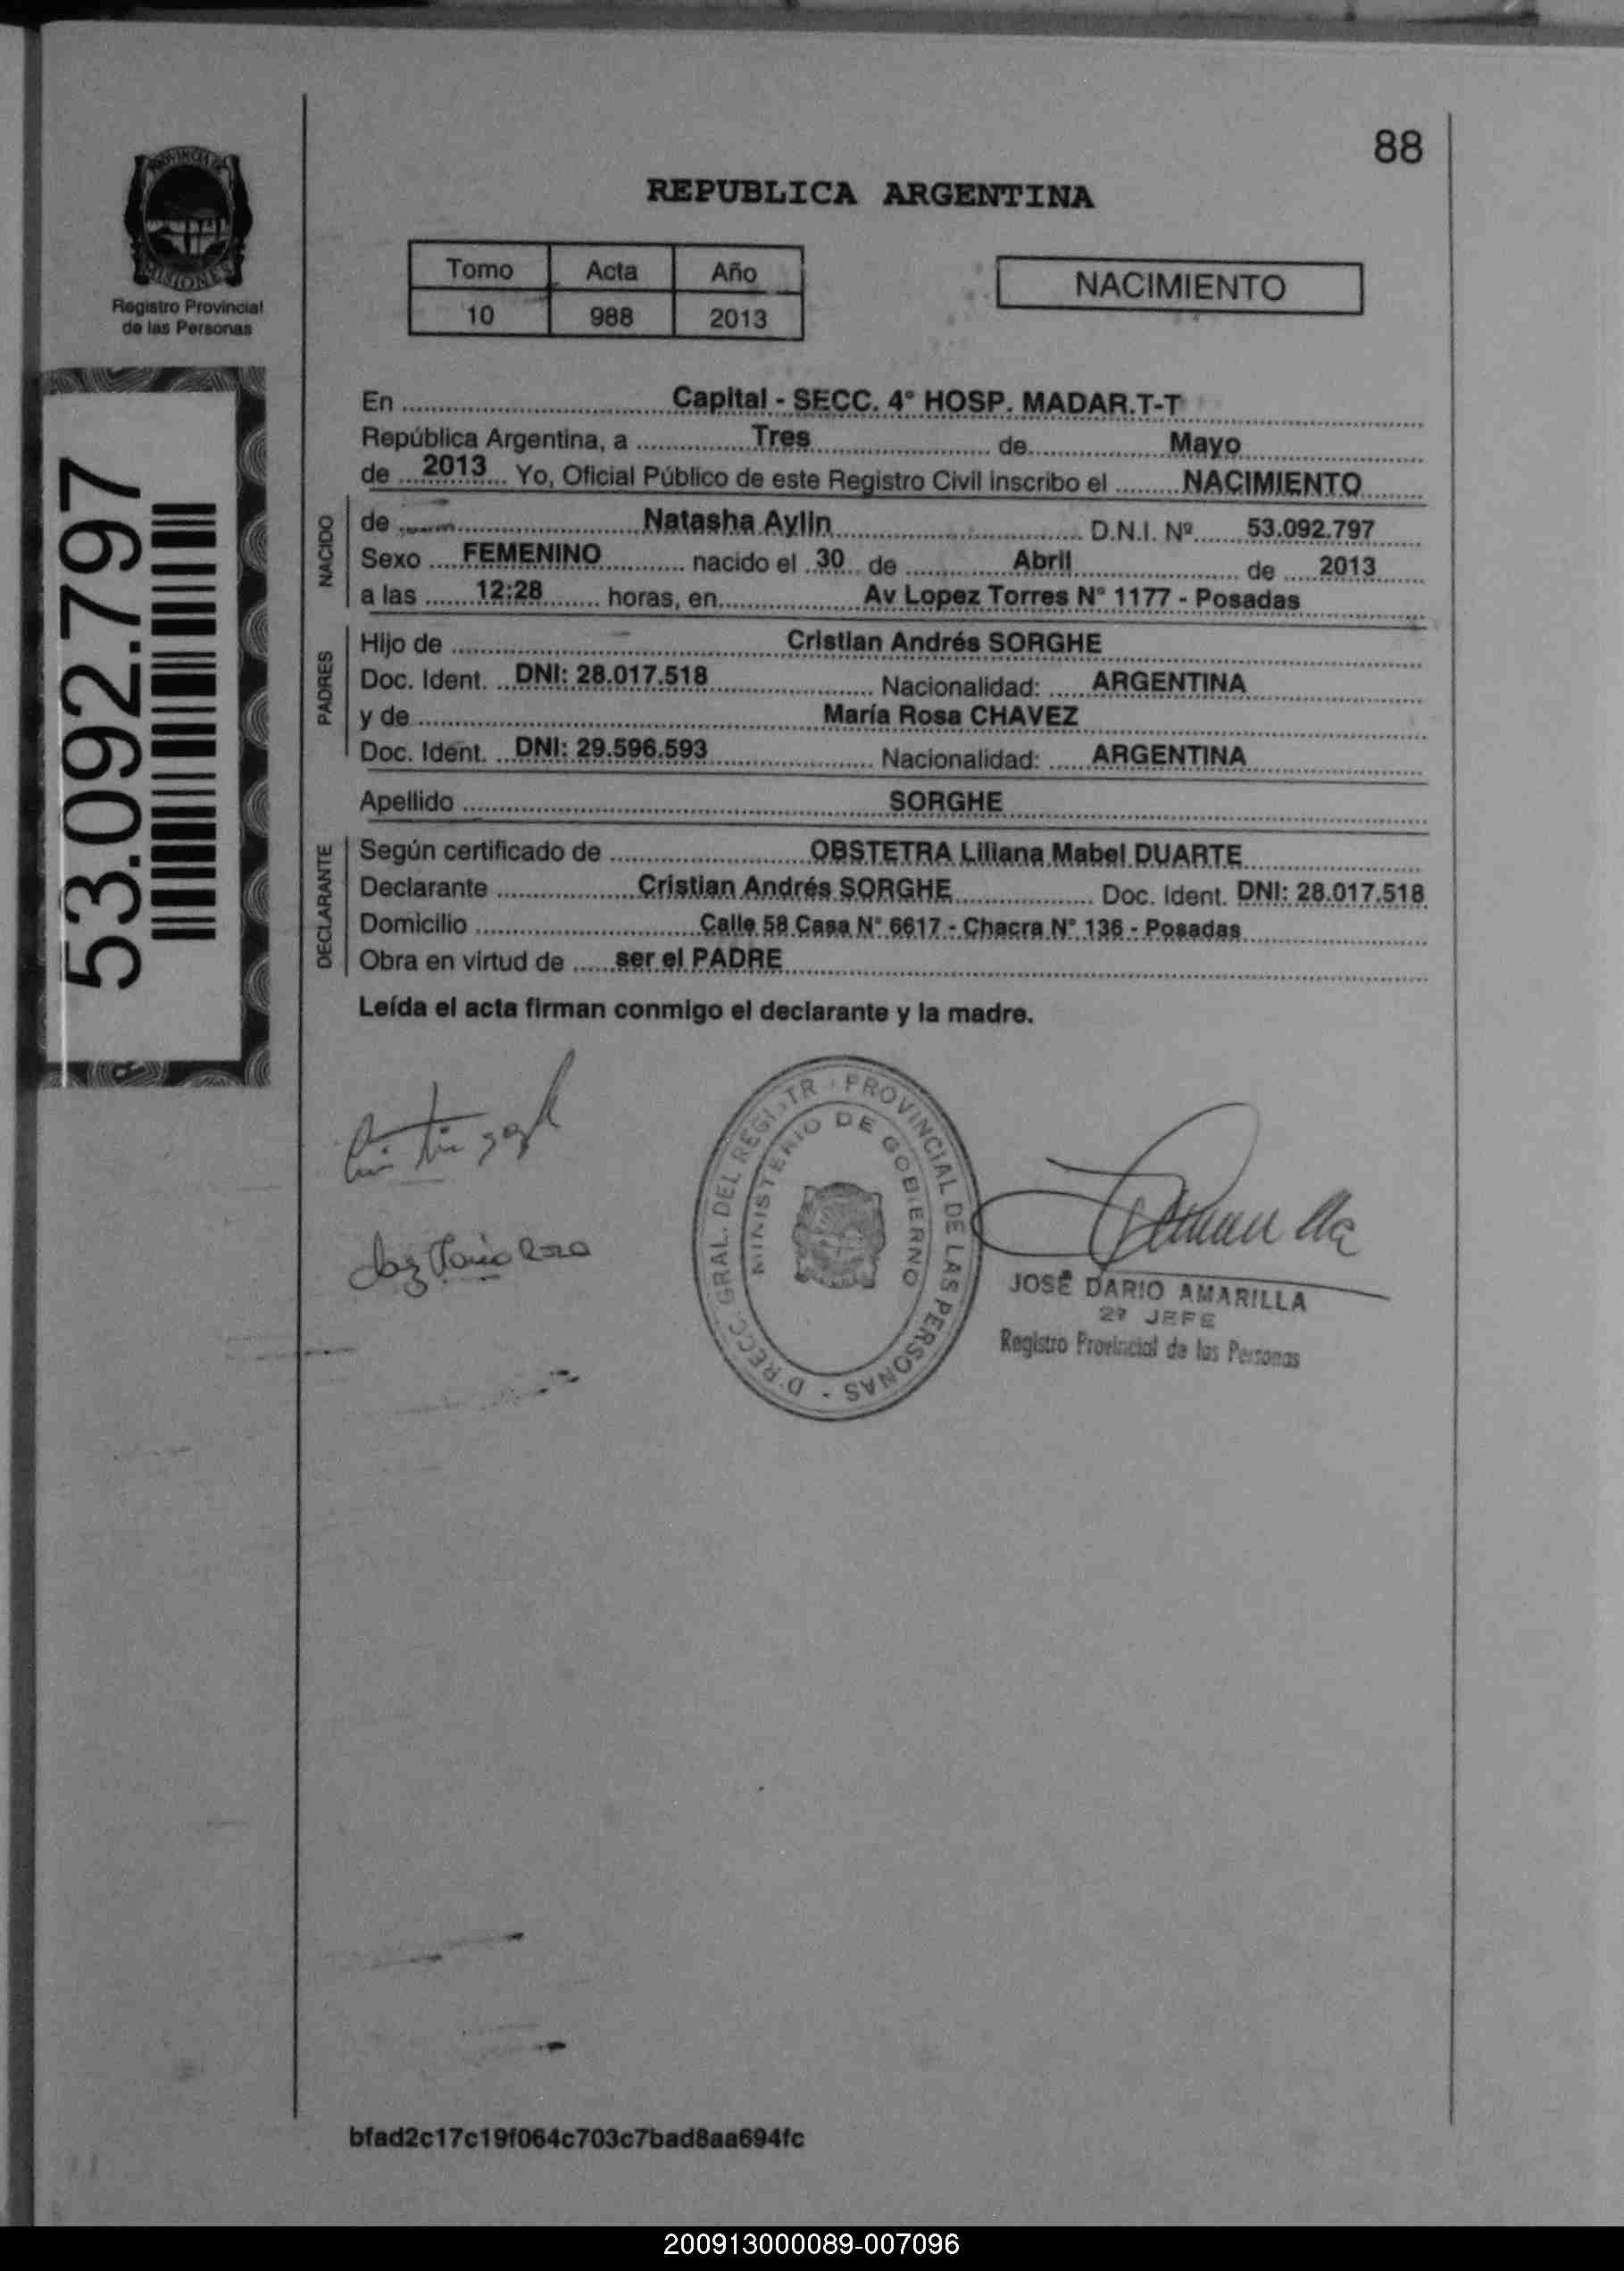 88
PROVINCIA DE
MISIONES
Registro Provincial
de las Personas
REPUBLICA ARGENTINA
Tomo Acta Año
10 988 2013
NACIMIENTO
53.092.797
En Capital - SECC. 4° HOSP. MADAR.T-T
República Argentina, a Tres de Mayo
de 2013 Yo, Oficial Público de este Registro Civil inscribo el NACIMIENTO
NACIDO
de Natasha Aylin D.N.I. Nº 53.092.797
Sexo FEMENINO nacido el 30 de Abril de 2013
a las 12:28 horas, en Av Lopez Torres N° 1177 - Posadas
PADRES
Hijo de Cristian Andrés SORGHE
Doc. Ident. DNI: 28.017.518 Nacionalidad: ARGENTINA
y de María Rosa CHAVEZ
Doc. Ident. DNI: 29.596.593 Nacionalidad: ARGENTINA
Apellido SORGHE
DECLARANTE
Según certificado de OBSTETRA Liliana Mabel DUARTE
Declarante Cristian Andrés SORGHE Doc. Ident. DNI: 28.017.518
Domicilio Calle 58 Casa N° 6617 - Chacra N° 136 - Posadas
Obra en virtud de ser el PADRE
Leída el acta firman conmigo el declarante y la madre.
DIRECC. GRAL. DEL REGISTR PROVINCIAL DE LAS PERSONAS -
MINISTERIO DE GOBIERNO
JOSÉ DARIO AMARILLA
2º JEFE
Registro Provincial de las Personas
bfad2c17c19f064c703c7bad8aa694fc
200913000089-007096